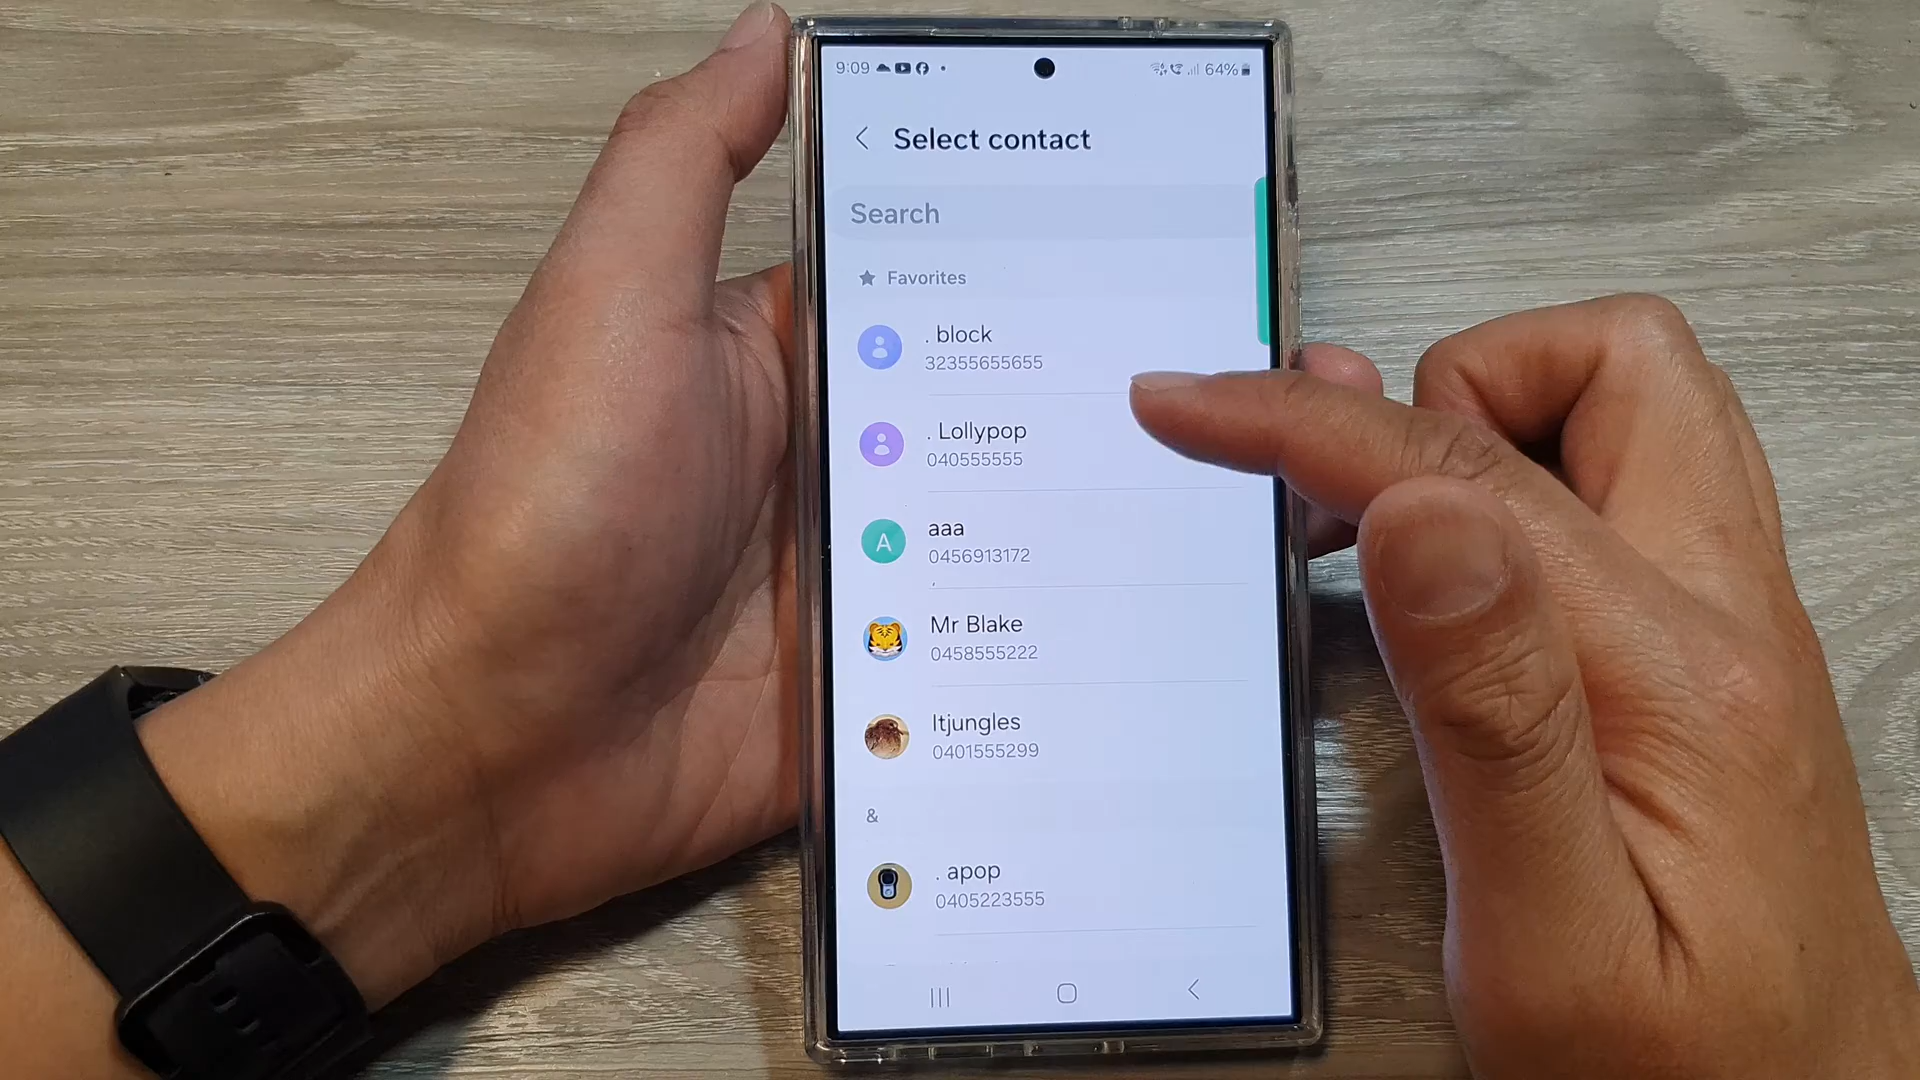 9:09
64%
Select contact
Search
Favorites
. block
32355655655
. Lollypop
040555555
A
aaa
0456913172
Mr Blake
0458555222
Itjungles
0401555299
&
. apop
0405223555